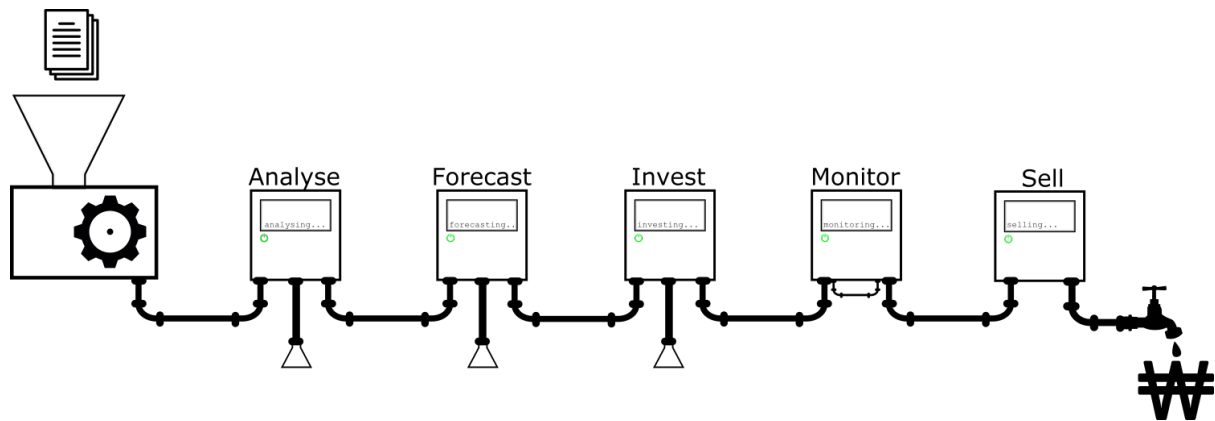 Analyse
Forecast
Invest
Monitor
Sell
analysing...
forecasting..
investing...
monitoring...
selling...
₩